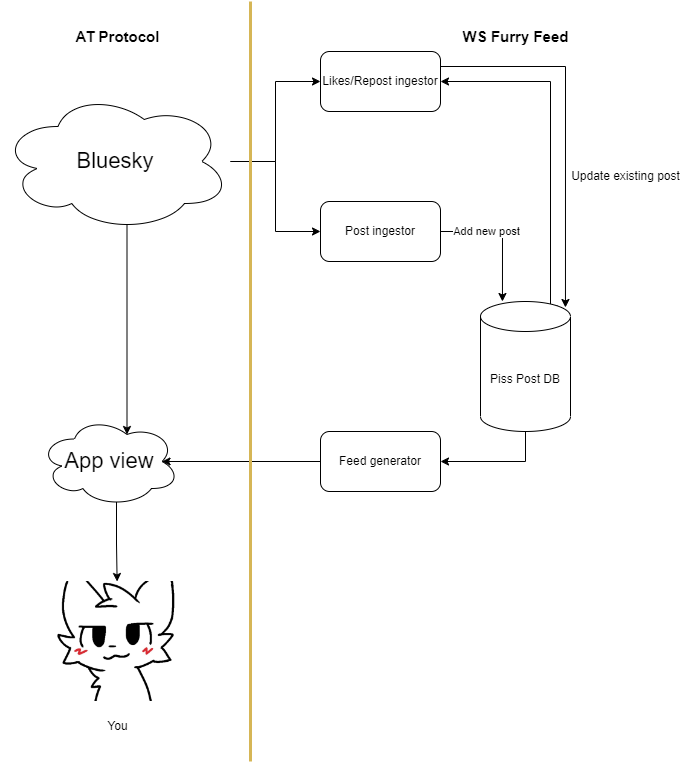 AT Protocol
WS Furry Feed
Likes/Repost ingestor
Bluesky
Update existing post
Post ingestor
Add new post
Piss Post DB
App view
Feed generator
You